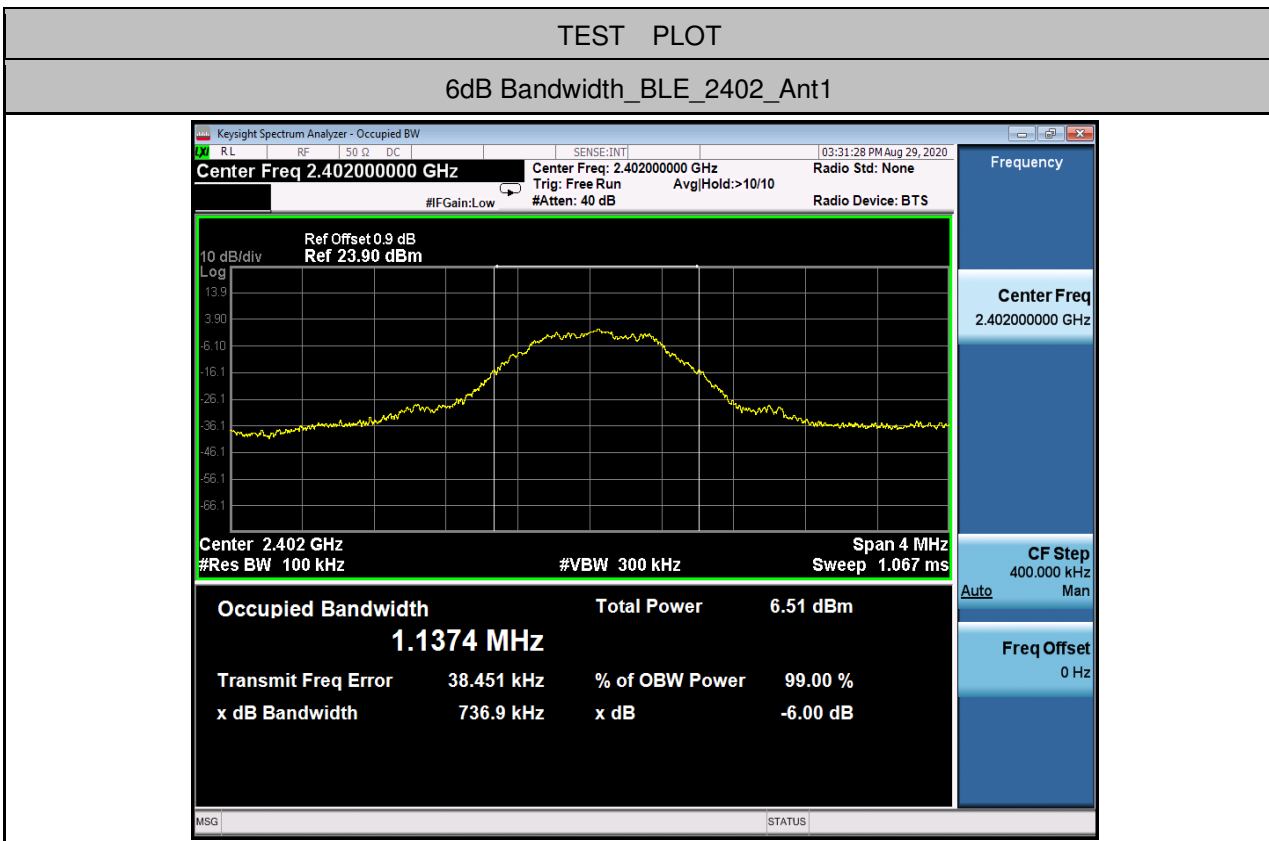 TEST PLOT
6dB Bandwidth_BLE_2402_Ant1
Keysight Spectrum Analyzer - Occupied BW
LXI RL RF 50 Ω DC SENSE:INT 03:31:28 PM Aug 29, 2020
Center Freq 2.402000000 GHz
Center Freq: 2.402000000 GHz
Radio Std: None
Trig: Free Run Avg|Hold:>10/10
#IFGain:Low #Atten: 40 dB Radio Device: BTS
Ref Offset 0.9 dB
10 dB/div Ref 23.90 dBm
Log
13.9
3.90
-6.10
-16.1
-26.1
-36.1
-46.1
-56.1
-66.1
Center 2.402 GHz Span 4 MHz
#Res BW 100 kHz #VBW 300 kHz Sweep 1.067 ms
Occupied Bandwidth Total Power 6.51 dBm
1.1374 MHz
Transmit Freq Error 38.451 kHz % of OBW Power 99.00 %
x dB Bandwidth 736.9 kHz x dB -6.00 dB
Frequency
Center Freq
2.402000000 GHz
CF Step
400.000 kHz
Auto Man
Freq Offset
0 Hz
MSG STATUS